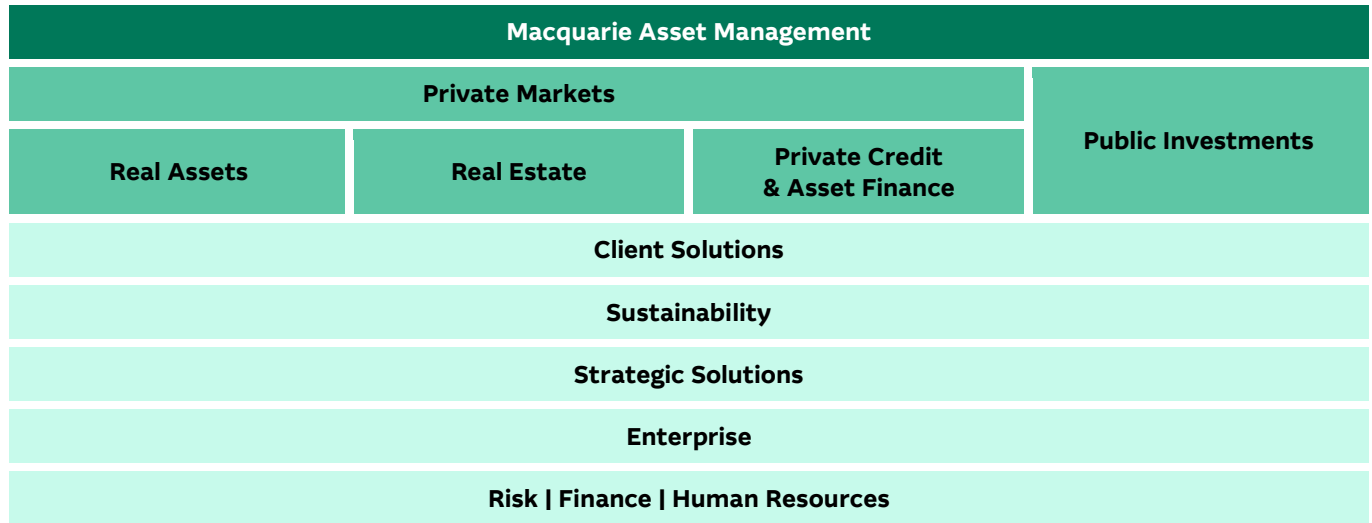 Macquarie Asset Management
Private Markets
Public Investments
Real Assets
Real Estate
Private Credit
& Asset Finance
Client Solutions
Sustainability
Strategic Solutions
Enterprise
Risk | Finance | Human Resources